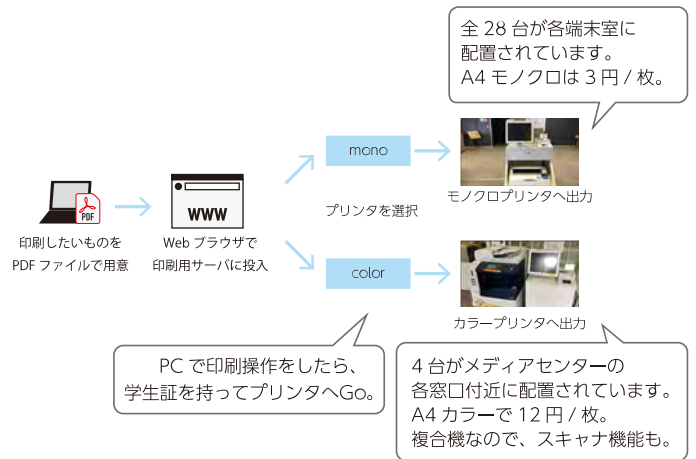 全 28 台が各端末室に
配置されています。
A4 モノクロは 3 円 / 枚。
mono
モノクロプリンタへ出力
プリンタを選択
PDF
WWW
印刷したいものを
PDF ファイルで用意
Web ブラウザで
印刷用サーバに投入
color
カラープリンタへ出力
PC で印刷操作をしたら、
学生証を持ってプリンタへGo。
4 台がメディアセンターの
各窓口付近に配置されています。
A4 カラーで 12 円 / 枚。
複合機なので、スキャナ機能も。